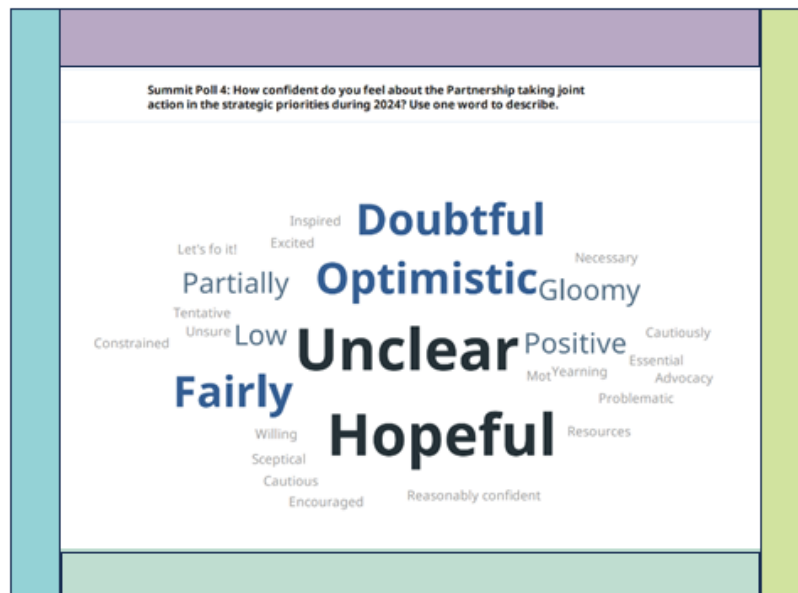 Summit Poll 4: How confident do you feel about the Partnership taking joint
action in the strategic priorities during 2024? Use one word to describe.
Inspired Doubtful
Let's fo it! Excited
Necessary
Partially Optimistic Gloomy
Tentative
Constrained Unsure Low Unclear Positive Cautiously
Essential
Mot Yearning Advocacy
Fairly
Problematic
Willing Hopeful Resources
Sceptical
Cautious
Encouraged Reasonably confident